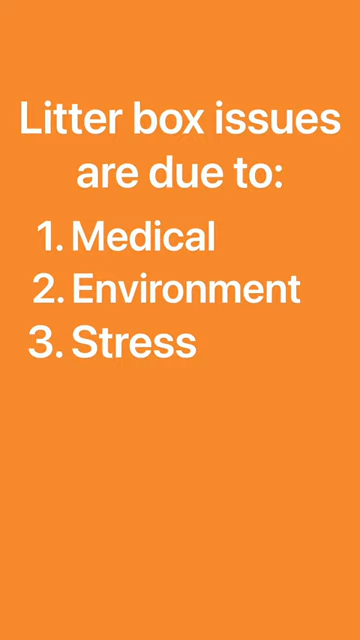 Litter box issues
are due to:
1. Medical
2. Environment
3. Stress